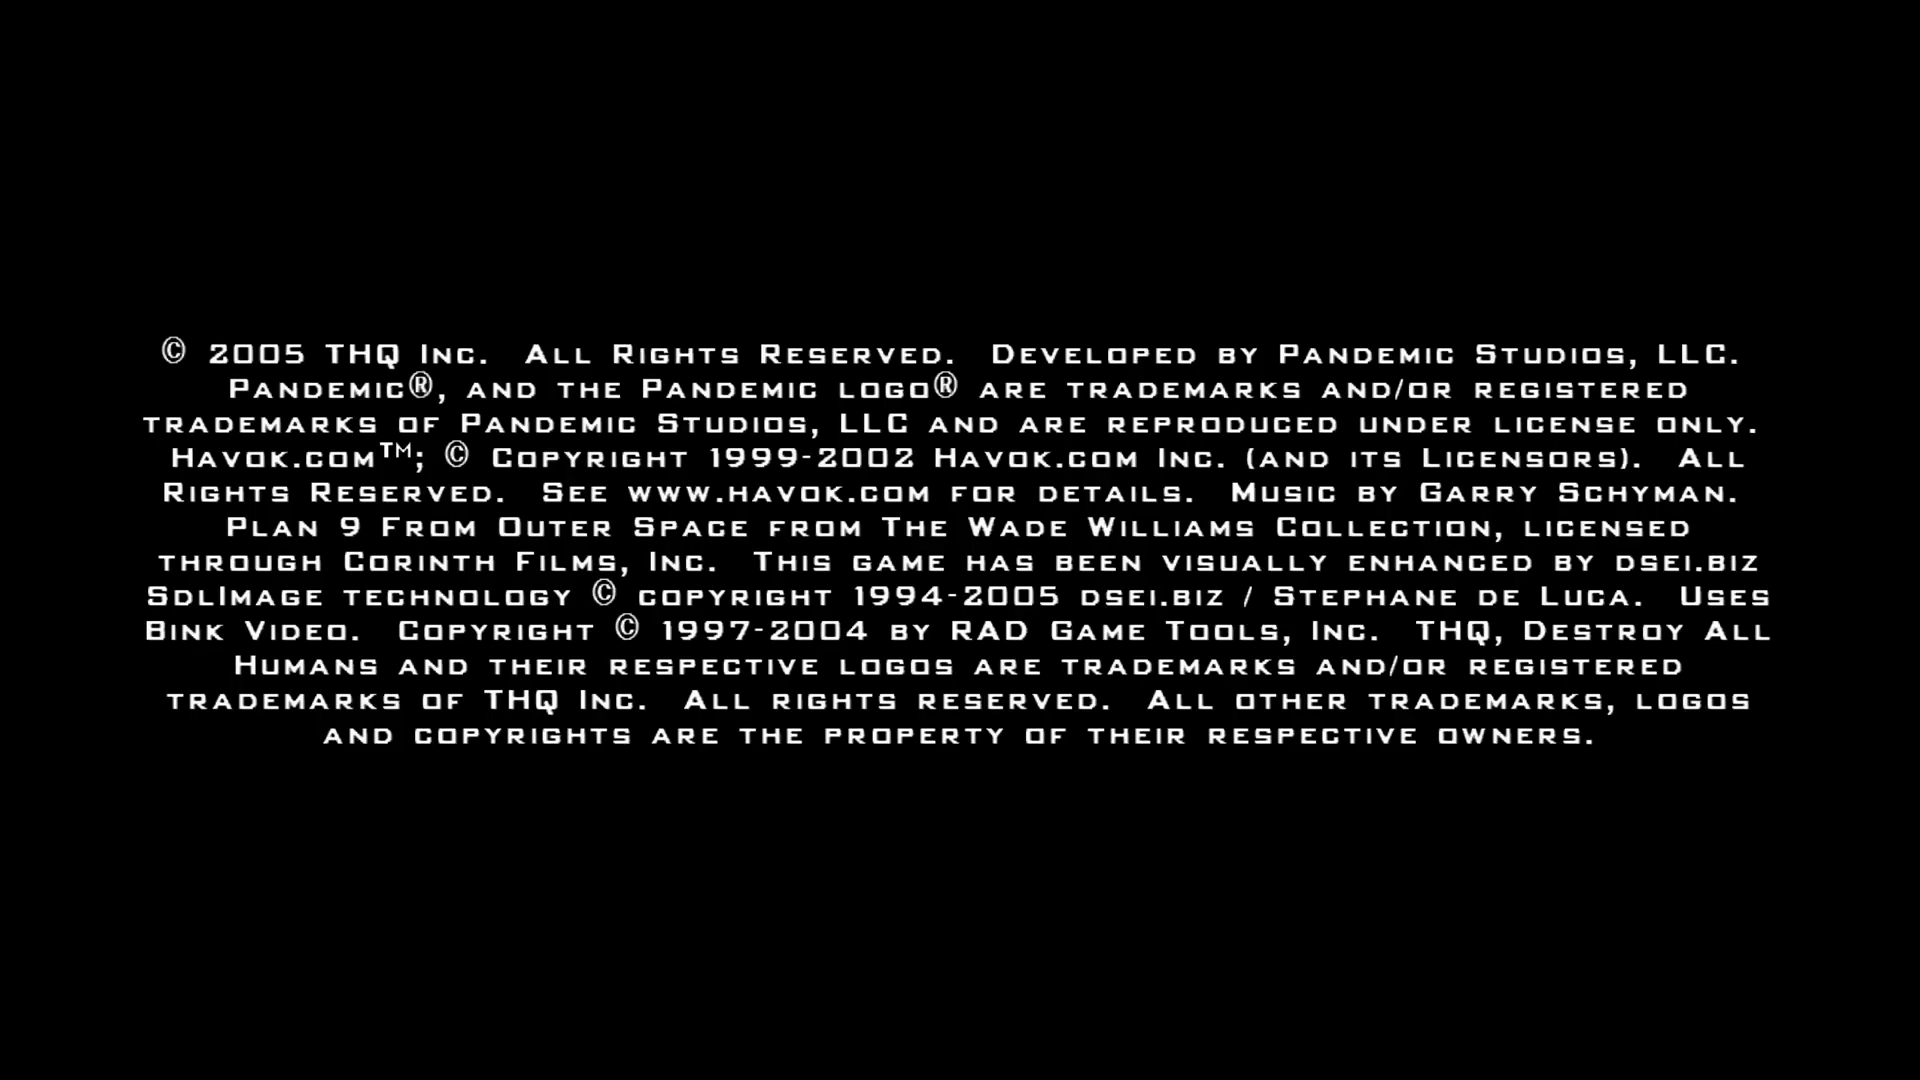 © 2005 THQ Inc.  All Rights Reserved.  Developed by Pandemic Studios, LLC.
Pandemic®, and the Pandemic logo® are trademarks and/or registered
trademarks of Pandemic Studios, LLC and are reproduced under license only.
Havok.com™; © Copyright 1999-2002 Havok.com Inc. (and its Licensors).  All
Rights Reserved.  See www.havok.com for details.  Music by Garry Schyman.
Plan 9 From Outer Space from The Wade Williams Collection, licensed
through Corinth Films, Inc.  This game has been visually enhanced by dsei.biz
SdlImage technology © copyright 1994-2005 dsei.biz / Stephane de Luca.  Uses
Bink Video.  Copyright © 1997-2004 by RAD Game Tools, Inc.  THQ, Destroy All
Humans and their respective logos are trademarks and/or registered
trademarks of THQ Inc.  All rights reserved.  All other trademarks, logos
and copyrights are the property of their respective owners.